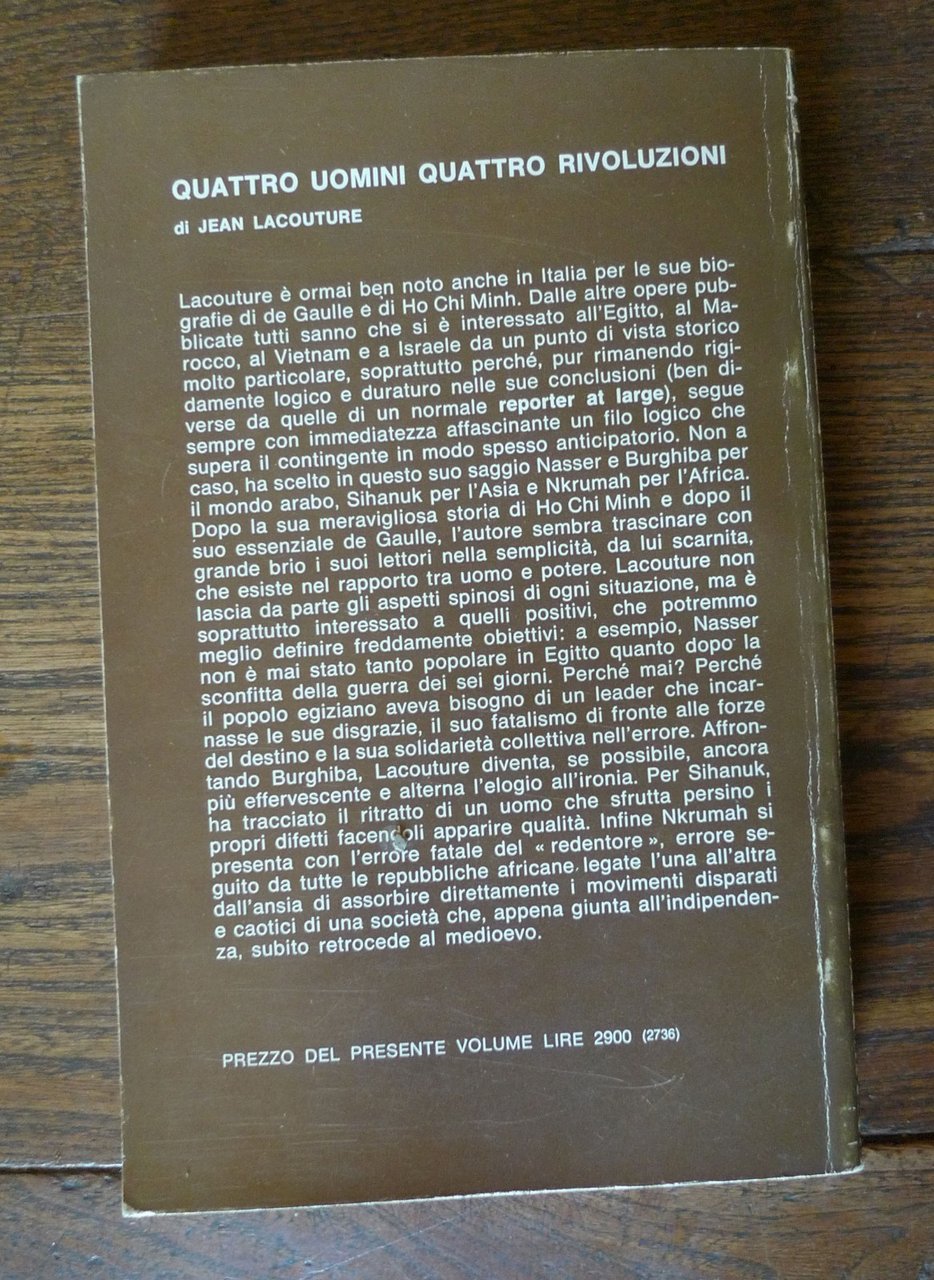 QUATTRO UOMINI QUATTRO RIVOLUZIONI
di JEAN LACOUTURE
Lacouture è ormai ben noto anche in Italia per le sue bio-
grafie di de Gaulle e di Ho Chi Minh. Dalle altre opere pub-
blicate tutti sanno che si è interessato all'Egitto, al Ma-
rocco, al Vietnam e a Israele da un punto di vista storico
molto particolare, soprattutto perché, pur rimanendo rigi-
damente logico e duraturo nelle sue conclusioni (ben di-
verse da quelle di un normale reporter at large), segue
sempre con immediatezza affascinante un filo logico che
supera il contingente in modo spesso anticipatorio. Non a
caso, ha scelto in questo suo saggio Nasser e Burghiba per
il mondo arabo, Sihanuk per l'Asia e Nkrumah per l'Africa.
Dopo la sua meravigliosa storia di Ho Chi Minh e dopo il
suo essenziale de Gaulle, l'autore sembra trascinare con
grande brio i suoi lettori nella semplicità, da lui scarnita,
che esiste nel rapporto tra uomo e potere. Lacouture non
lascia da parte gli aspetti spinosi di ogni situazione, ma è
soprattutto interessato a quelli positivi, che potremmo
meglio definire freddamente obiettivi: a esempio, Nasser
non è mai stato tanto popolare in Egitto quanto dopo la
sconfitta della guerra dei sei giorni. Perché mai? Perché
il popolo egiziano aveva bisogno di un leader che incar-
nasse le sue disgrazie, il suo fatalismo di fronte alle forze
del destino e la sua solidarietà collettiva nell'errore. Affron-
tando Burghiba, Lacouture diventa, se possibile, ancora
più effervescente e alterna l'elogio all'ironia. Per Sihanuk,
ha tracciato il ritratto di un uomo che sfrutta persino i
propri difetti facendoli apparire qualità. Infine Nkrumah si
presenta con l'errore fatale del « redentore », errore se-
guito da tutte le repubbliche africane legate l'una all'altra
dall'ansia di assorbire direttamente i movimenti disparati
e caotici di una società che, appena giunta all'indipenden-
za, subito retrocede al medioevo.
PREZZO DEL PRESENTE VOLUME LIRE 2900 (2736)